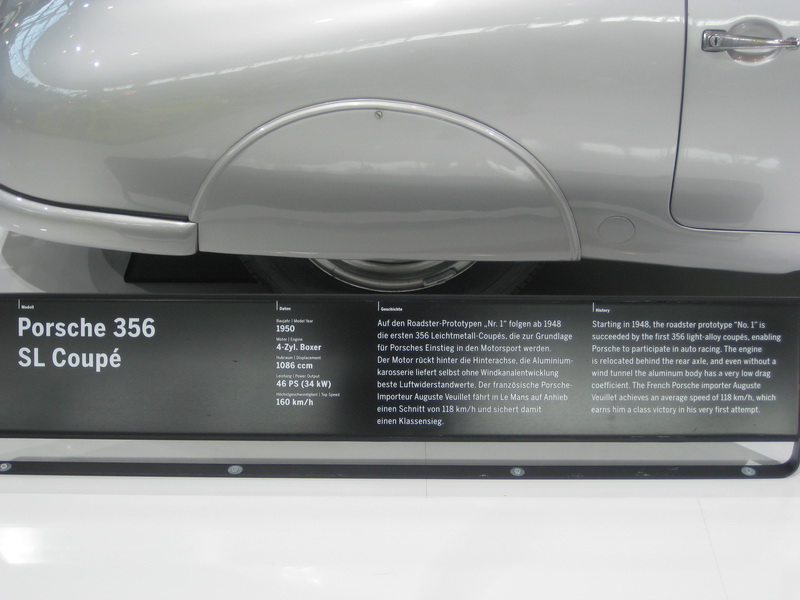 Modell
Porsche 356
SL Coupé
Daten
Baujahr | Model Year
1950
Motor | Engine
4-Zyl. Boxer
Hubraum | Displacement
1086 ccm
Leistung | Power Output
46 PS (34 kW)
Höchstgeschwindigkeit | Top Speed
160 km/h
Geschichte
Auf den Roadster-Prototypen „Nr. 1“ folgen ab 1948
die ersten 356 Leichtmetall-Coupés, die zur Grundlage
für Porsches Einstieg in den Motorsport werden.
Der Motor rückt hinter die Hinterachse, die Aluminium-
karosserie liefert selbst ohne Windkanalentwicklung
beste Luftwiderstandwerte. Der französische Porsche-
Importeur Auguste Veuillet fährt in Le Mans auf Anhieb
einen Schnitt von 118 km/h und sichert damit
einen Klassensieg.
History
Starting in 1948, the roadster prototype “No. 1” is
succeeded by the first 356 light-alloy coupés, enabling
Porsche to participate in auto racing. The engine
is relocated behind the rear axle, and even without a
wind tunnel the aluminum body has a very low drag
coefficient. The French Porsche importer Auguste
Veuillet achieves an average speed of 118 km/h, which
earns him a class victory in his very first attempt.